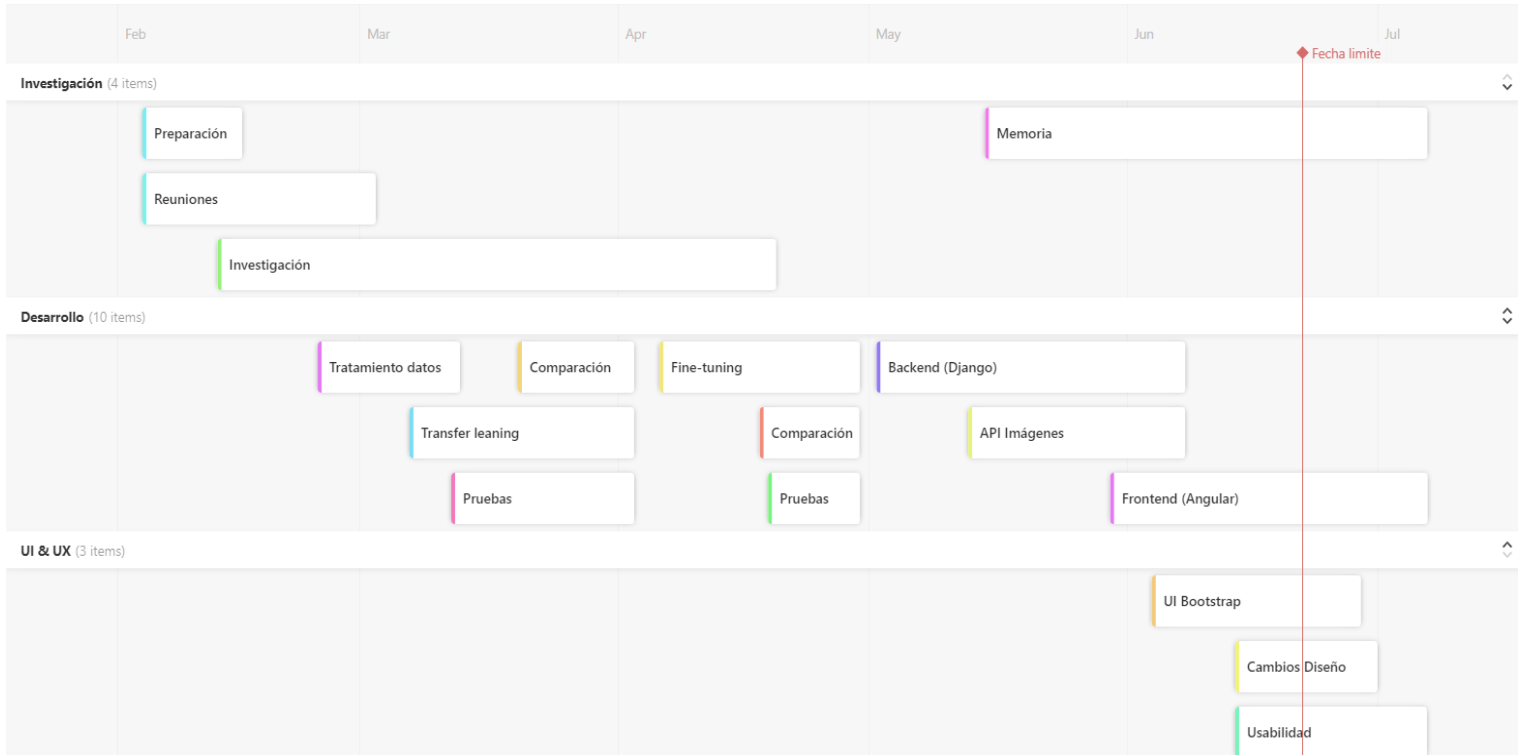 Feb Mar Apr May Jun Jul
Fecha limite
Investigación (4 items)
Preparación Memoria
Reuniones
Investigación
Desarrollo (10 items)
Tratamiento datos Comparación Fine-tuning Backend (Django)
Transfer leaning Comparación API Imágenes
Pruebas Pruebas Frontend (Angular)
UI & UX (3 items)
UI Bootstrap
Cambios Diseño
Usabilidad